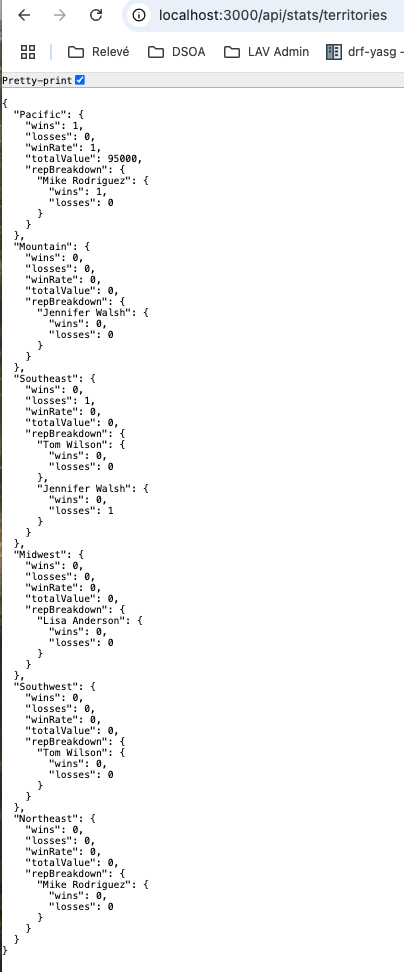 localhost:3000/api/stats/territories
Relevé DSOA LAV Admin drf-yasg -
Pretty-print
{
  "Pacific": {
    "wins": 1,
    "losses": 0,
    "winRate": 1,
    "totalValue": 95000,
    "repBreakdown": {
      "Mike Rodriguez": {
        "wins": 1,
        "losses": 0
      }
    }
  },
  "Mountain": {
    "wins": 0,
    "losses": 0,
    "winRate": 0,
    "totalValue": 0,
    "repBreakdown": {
      "Jennifer Walsh": {
        "wins": 0,
        "losses": 0
      }
    }
  },
  "Southeast": {
    "wins": 0,
    "losses": 1,
    "winRate": 0,
    "totalValue": 0,
    "repBreakdown": {
      "Tom Wilson": {
        "wins": 0,
        "losses": 0
      },
      "Jennifer Walsh": {
        "wins": 0,
        "losses": 1
      }
    }
  },
  "Midwest": {
    "wins": 0,
    "losses": 0,
    "winRate": 0,
    "totalValue": 0,
    "repBreakdown": {
      "Lisa Anderson": {
        "wins": 0,
        "losses": 0
      }
    }
  },
  "Southwest": {
    "wins": 0,
    "losses": 0,
    "winRate": 0,
    "totalValue": 0,
    "repBreakdown": {
      "Tom Wilson": {
        "wins": 0,
        "losses": 0
      }
    }
  },
  "Northeast": {
    "wins": 0,
    "losses": 0,
    "winRate": 0,
    "totalValue": 0,
    "repBreakdown": {
      "Mike Rodriguez": {
        "wins": 0,
        "losses": 0
      }
    }
  }
}